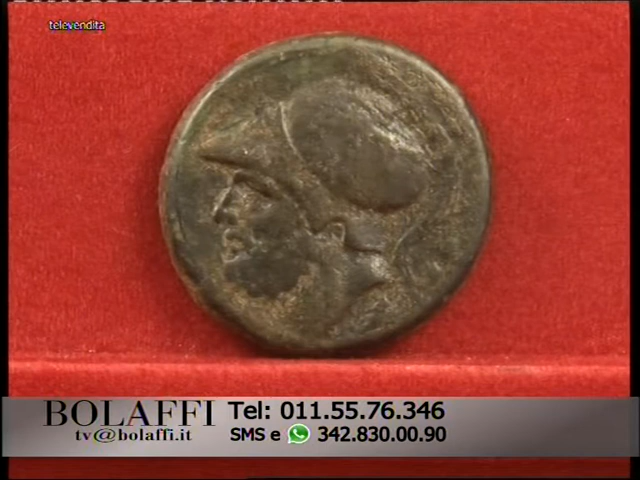 televendita
BOLAFFI
tv@bolaffi.it
Tel: 011.55.76.346
SMS e 342.830.00.90